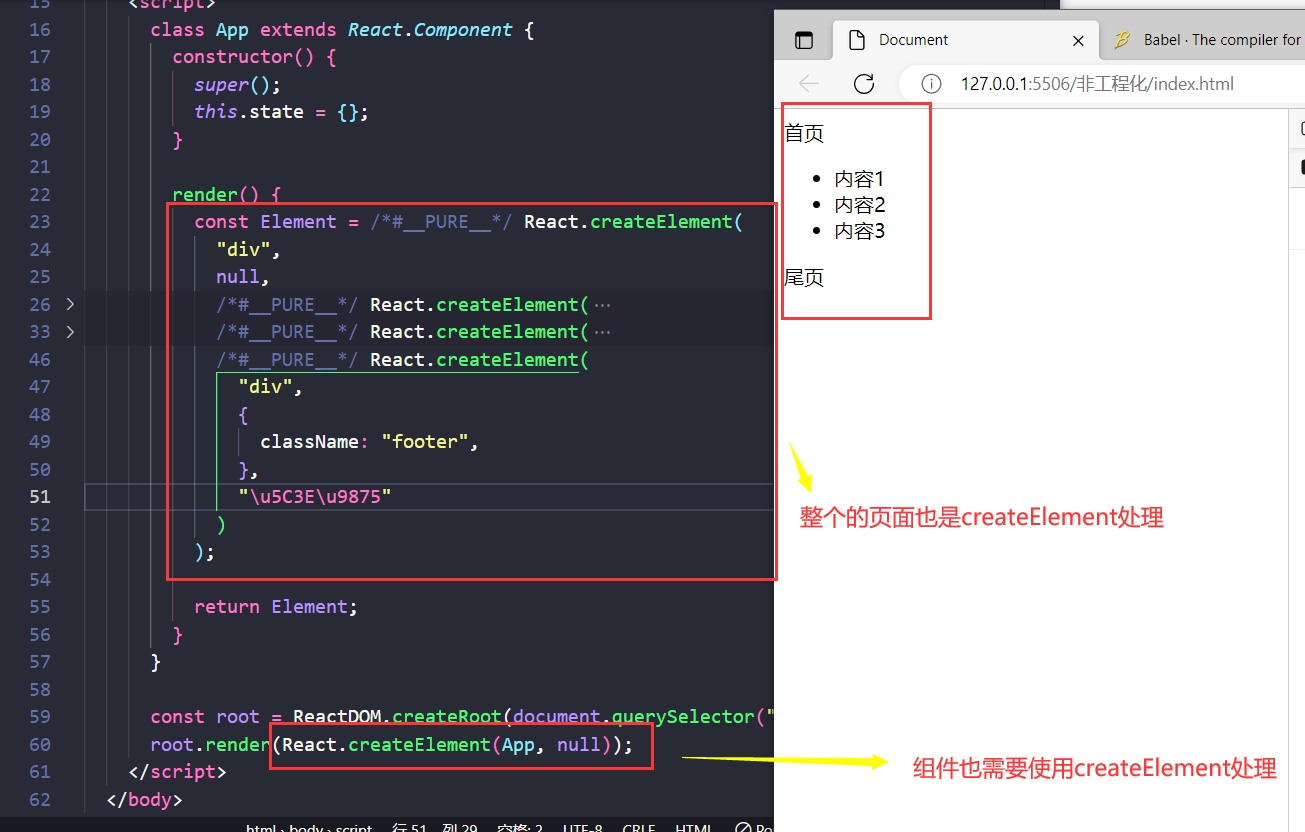 15 <script>
16 class App extends React.Component {
17 constructor() {
18 super();
19 this.state = {};
20 }
21
22 render() {
23 const Element = /*#__PURE__*/ React.createElement(
24 "div",
25 null,
26 /*#__PURE__*/ React.createElement( ···
33 /*#__PURE__*/ React.createElement( ···
46 /*#__PURE__*/ React.createElement(
47 "div",
48 {
49 className: "footer",
50 },
51 "\u5C3E\u9875"
52 )
53 );
54
55 return Element;
56 }
57 }
58
59 const root = ReactDOM.createRoot(document.querySelector("
60 root.render(React.createElement(App, null));
61 </script>
62 </body>
html › body › script 行 51, 列 29 空格: 2 UTF-8 CRLF HTML
Document
Babel · The compiler for
127.0.0.1:5506/非工程化/index.html
首页
• 内容1
• 内容2
• 内容3
尾页
整个的页面也是createElement处理
组件也需要使用createElement处理